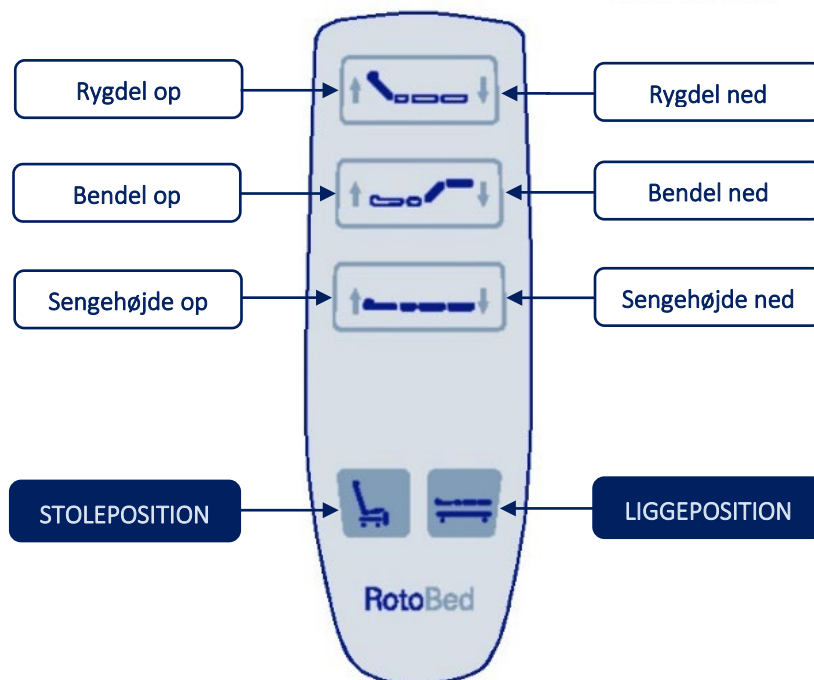 Rygdel op
Rygdel ned
Bendel op
Bendel ned
Sengehøjde op
Sengehøjde ned
STOLEPOSITION
LIGGEPOSITION
RotoBed